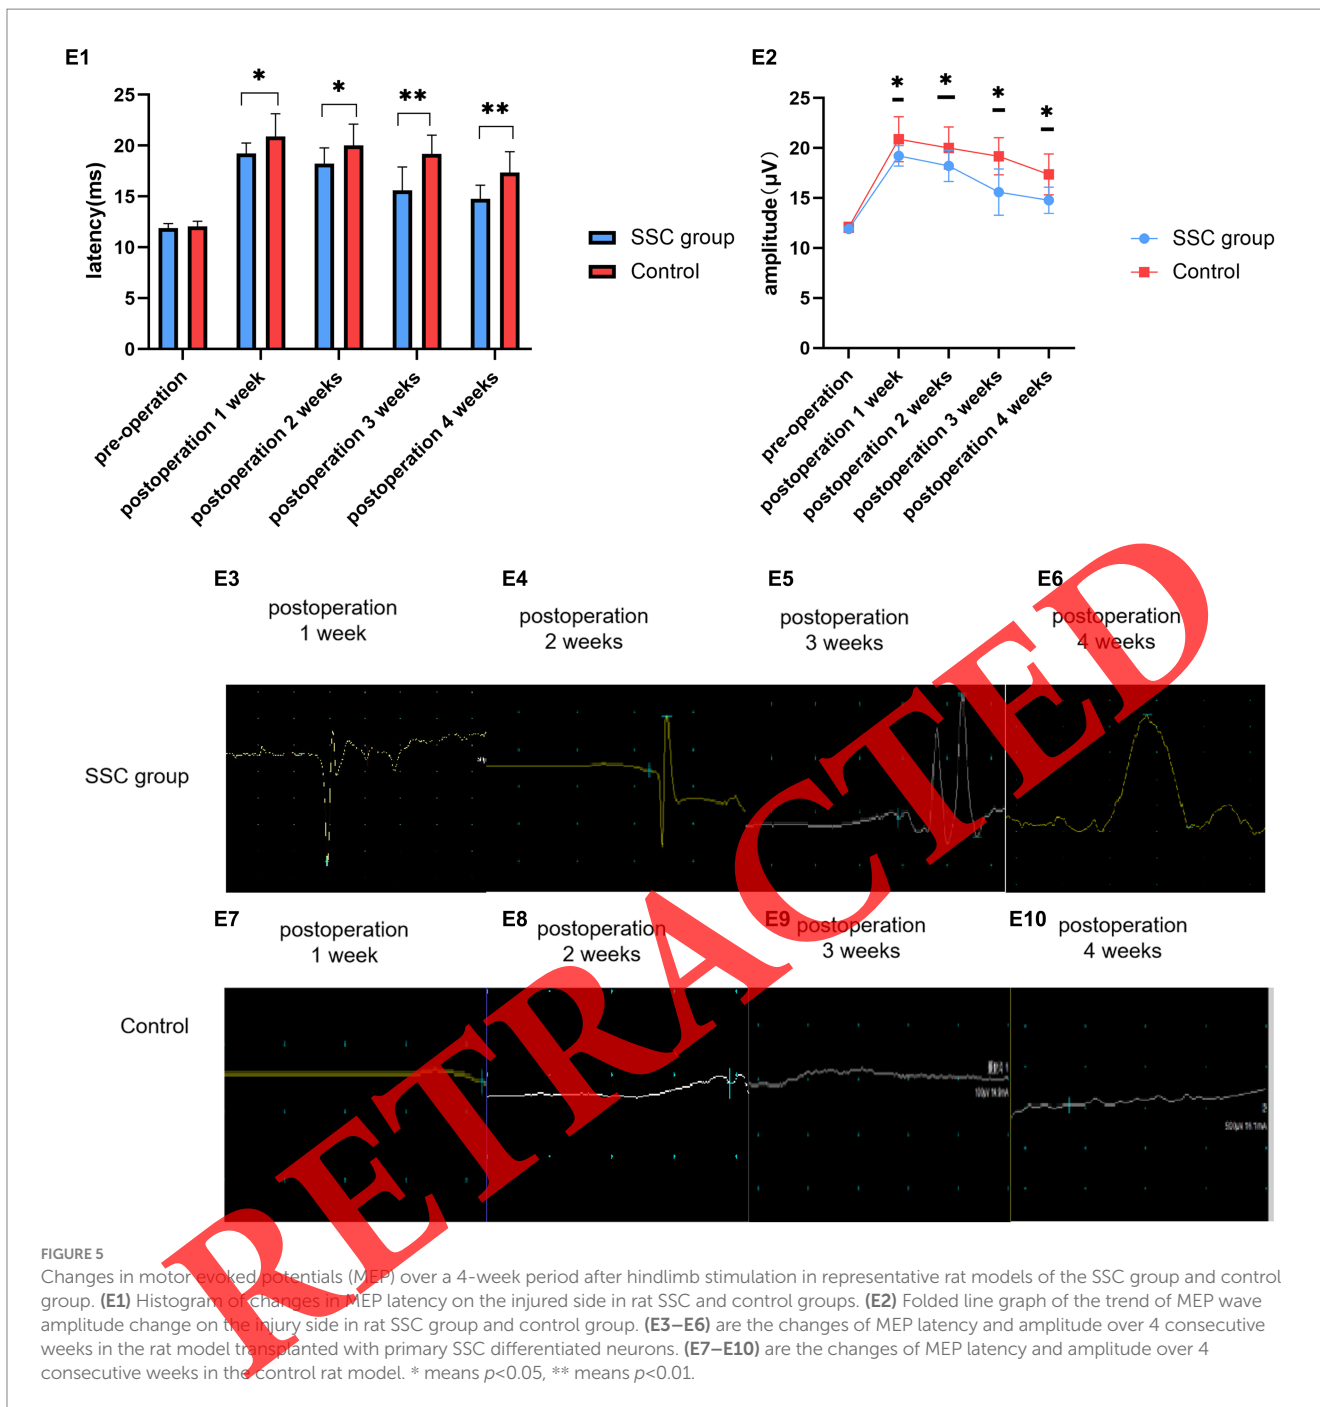 E1
25
20
15
10
5
0
latency(ms)
*
*
**
**
SSC group
Control
pre-operation
postoperation 1 week
postoperation 2 weeks
postoperation 3 weeks
postoperation 4 weeks
E2
25
20
15
10
5
0
amplitude(μV)
*
*
*
*
SSC group
Control
pre-operation
postoperation 1 week
postoperation 2 weeks
postoperation 3 weeks
postoperation 4 weeks
E3
postoperation
1 week
E4
postoperation
2 weeks
E5
postoperation
3 weeks
E6
postoperation
4 weeks
SSC group
E7
postoperation
1 week
E8
postoperation
2 weeks
E9
postoperation
3 weeks
E10
postoperation
4 weeks
Control
RETRACTED
FIGURE 5
Changes in motor evoked potentials (MEP) over a 4-week period after hindlimb stimulation in representative rat models of the SSC group and control
group. (E1) Histogram of changes in MEP latency on the injured side in rat SSC and control groups. (E2) Folded line graph of the trend of MEP wave
amplitude change on the injury side in rat SSC group and control group. (E3–E6) are the changes of MEP latency and amplitude over 4 consecutive
weeks in the rat model transplanted with primary SSC differentiated neurons. (E7–E10) are the changes of MEP latency and amplitude over 4
consecutive weeks in the control rat model. * means p<0.05, ** means p<0.01.